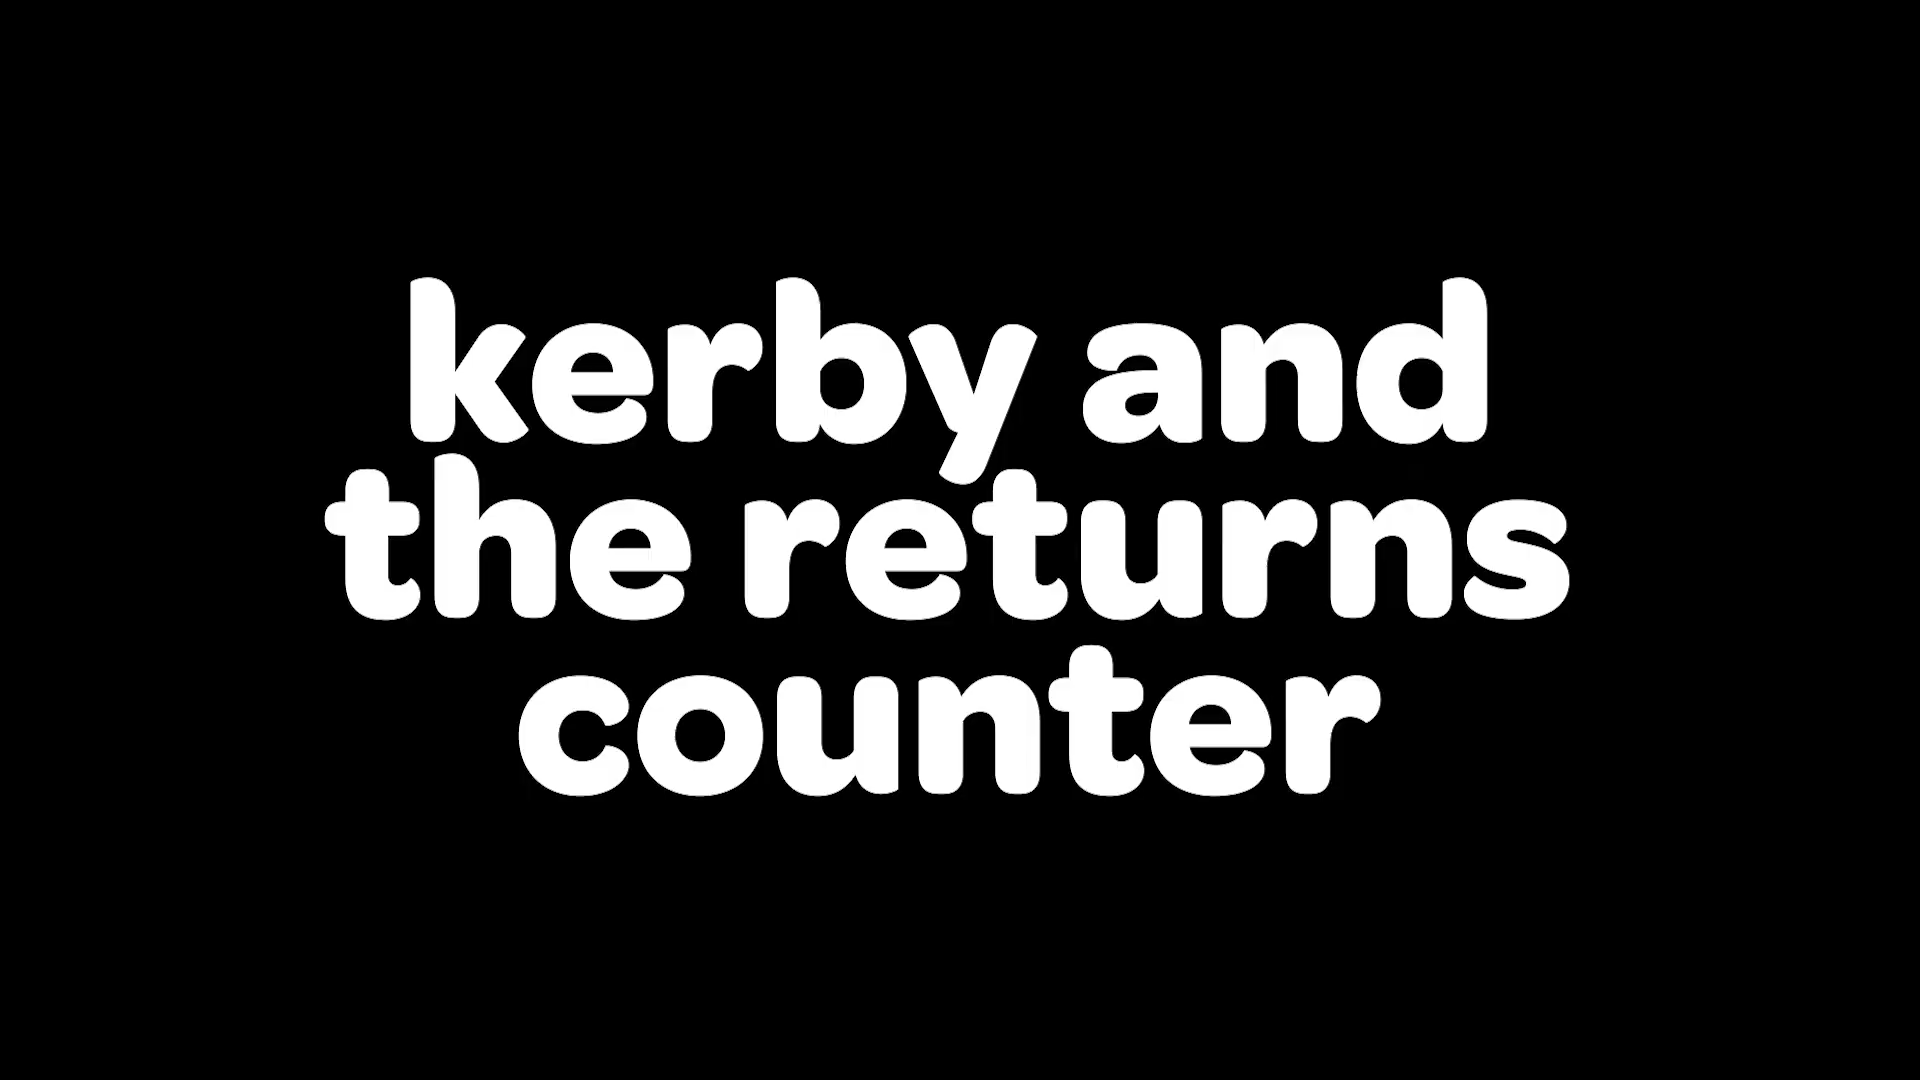 kerby and
the returns
counter